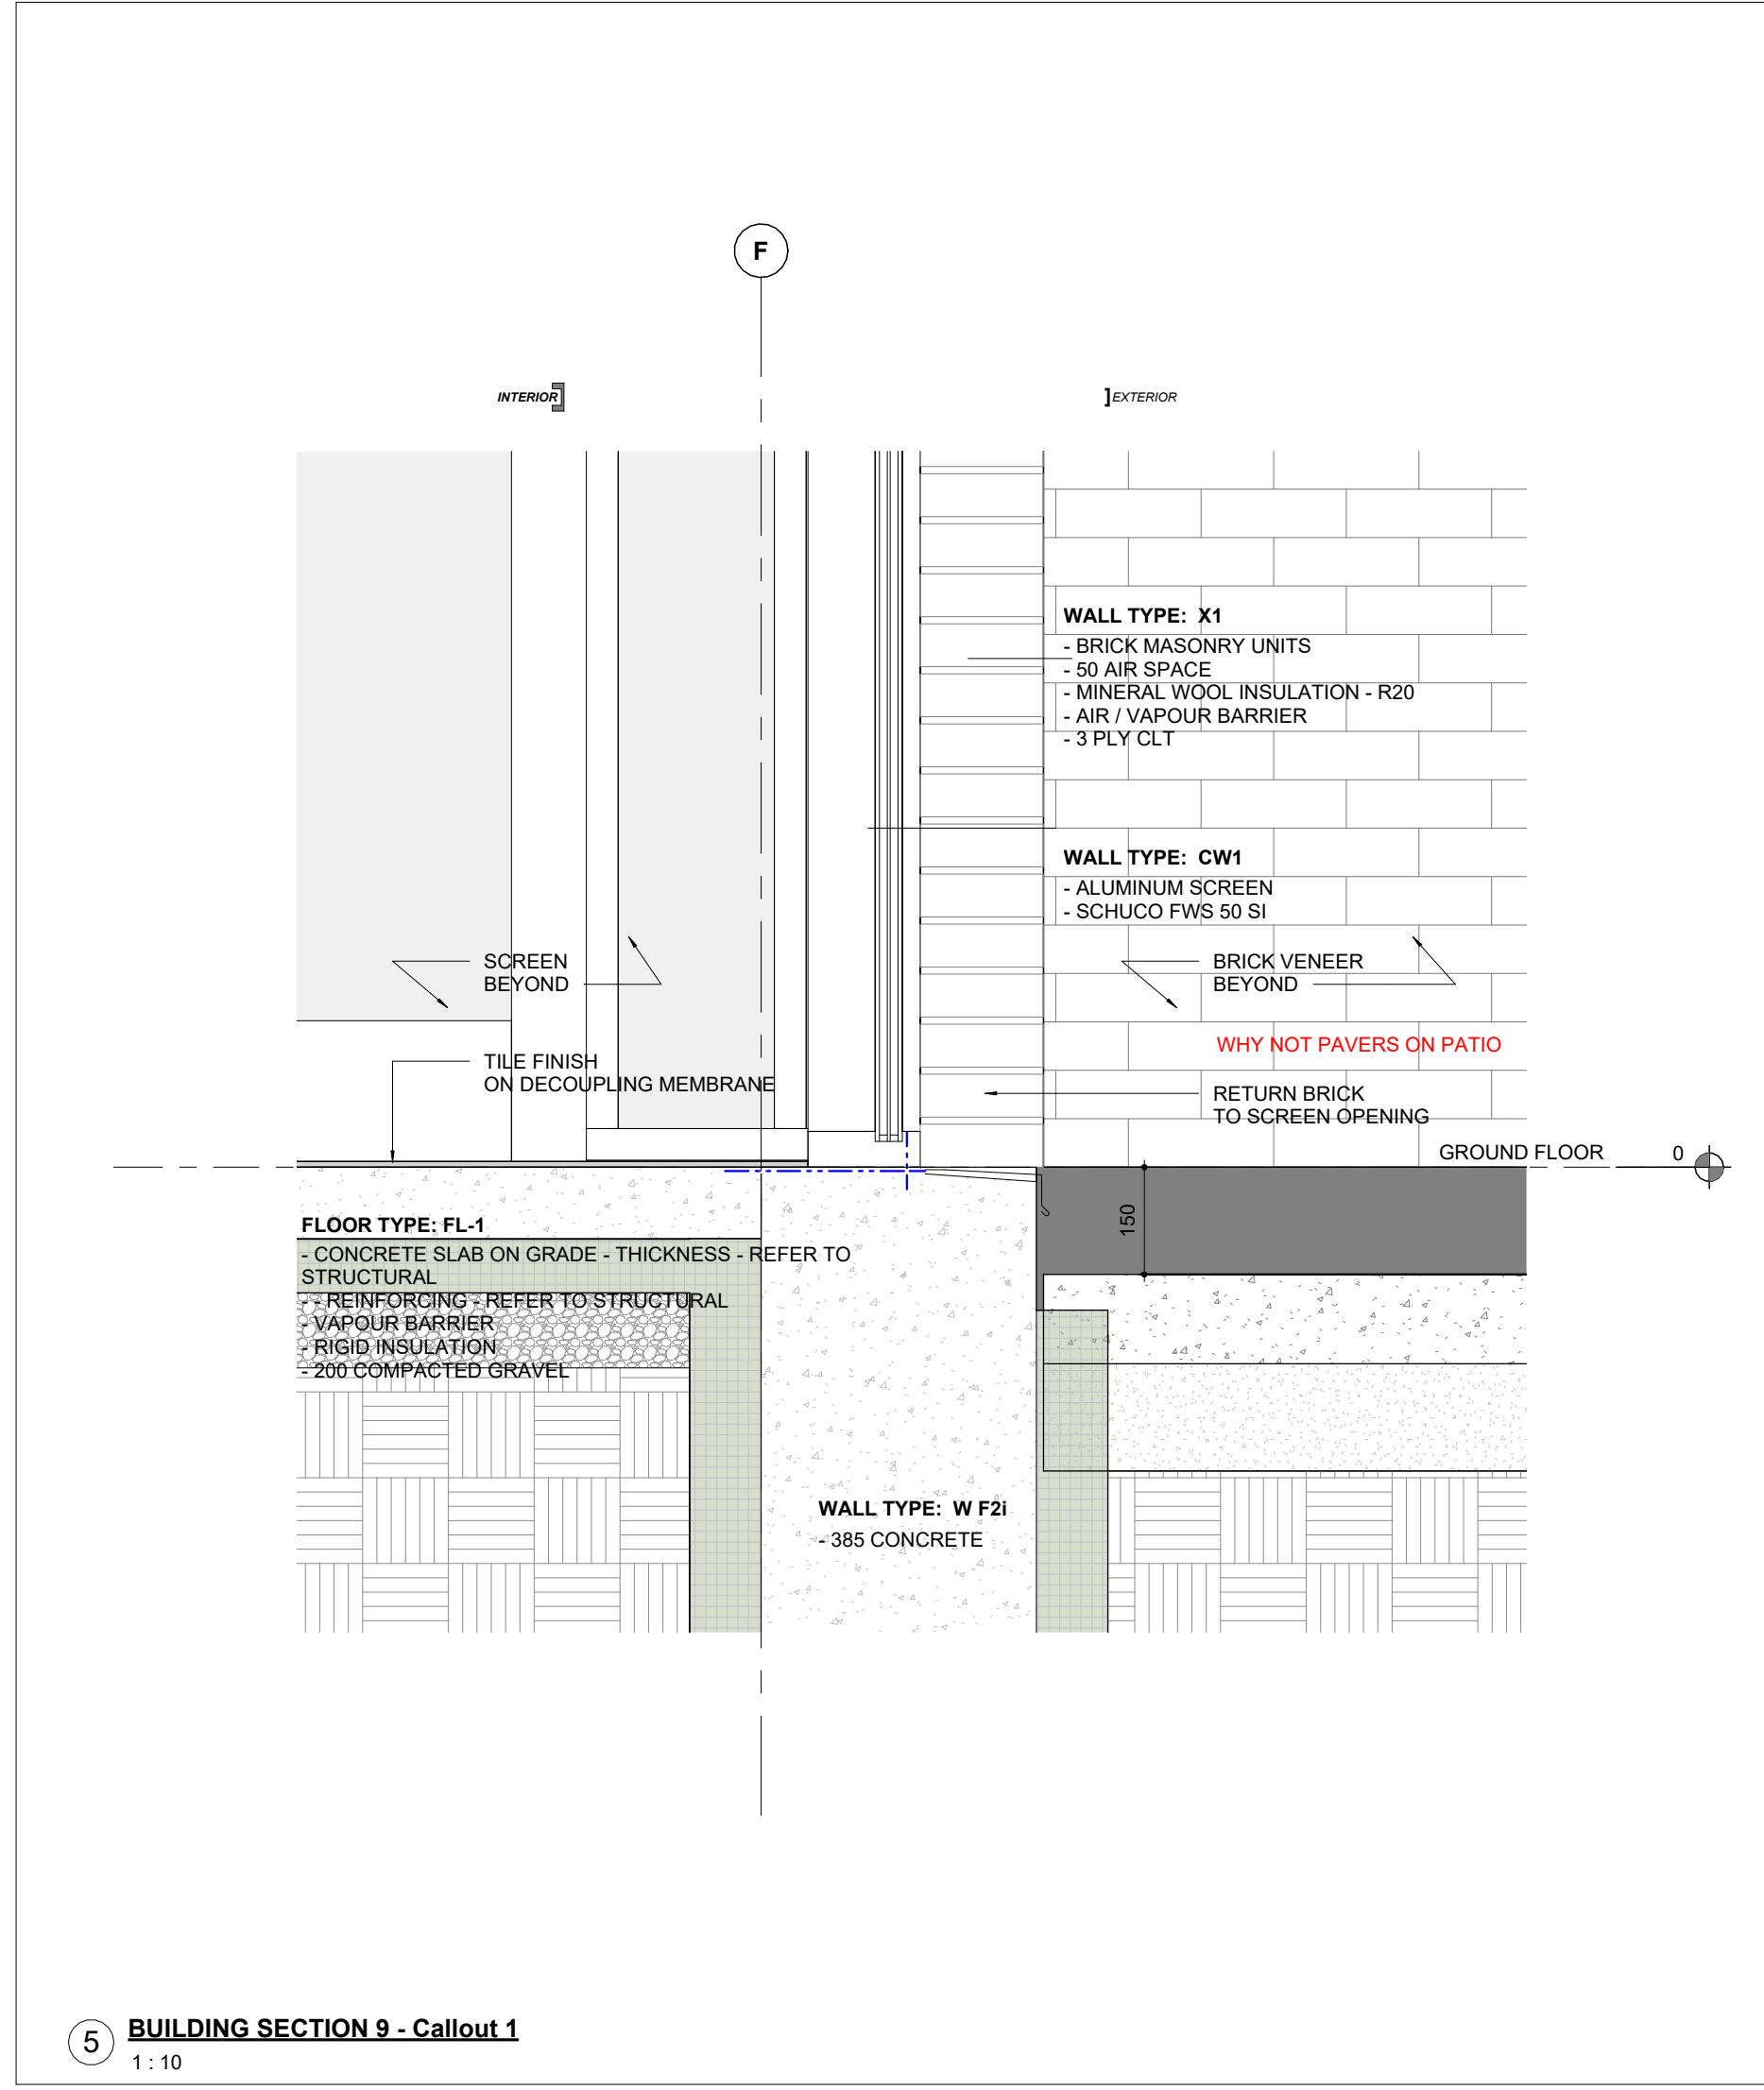 F
INTERIOR
EXTERIOR
WALL TYPE: X1
- BRICK MASONRY UNITS
- 50 AIR SPACE
- MINERAL WOOL INSULATION - R20
- AIR / VAPOUR BARRIER
- 3 PLY CLT
WALL TYPE: CW1
- ALUMINUM SCREEN
- SCHUCO FWS 50 SI
SCREEN
BEYOND
BRICK VENEER
BEYOND
WHY NOT PAVERS ON PATIO
TILE FINISH
ON DECOUPLING MEMBRANE
RETURN BRICK
TO SCREEN OPENING
GROUND FLOOR
0
150
FLOOR TYPE: FL-1
- CONCRETE SLAB ON GRADE - THICKNESS - REFER TO
STRUCTURAL
- - REINFORCING - REFER TO STRUCTURAL
- VAPOUR BARRIER
- RIGID INSULATION
- 200 COMPACTED GRAVEL
WALL TYPE: W F2i
- 385 CONCRETE
5
BUILDING SECTION 9 - Callout 1
1 : 10